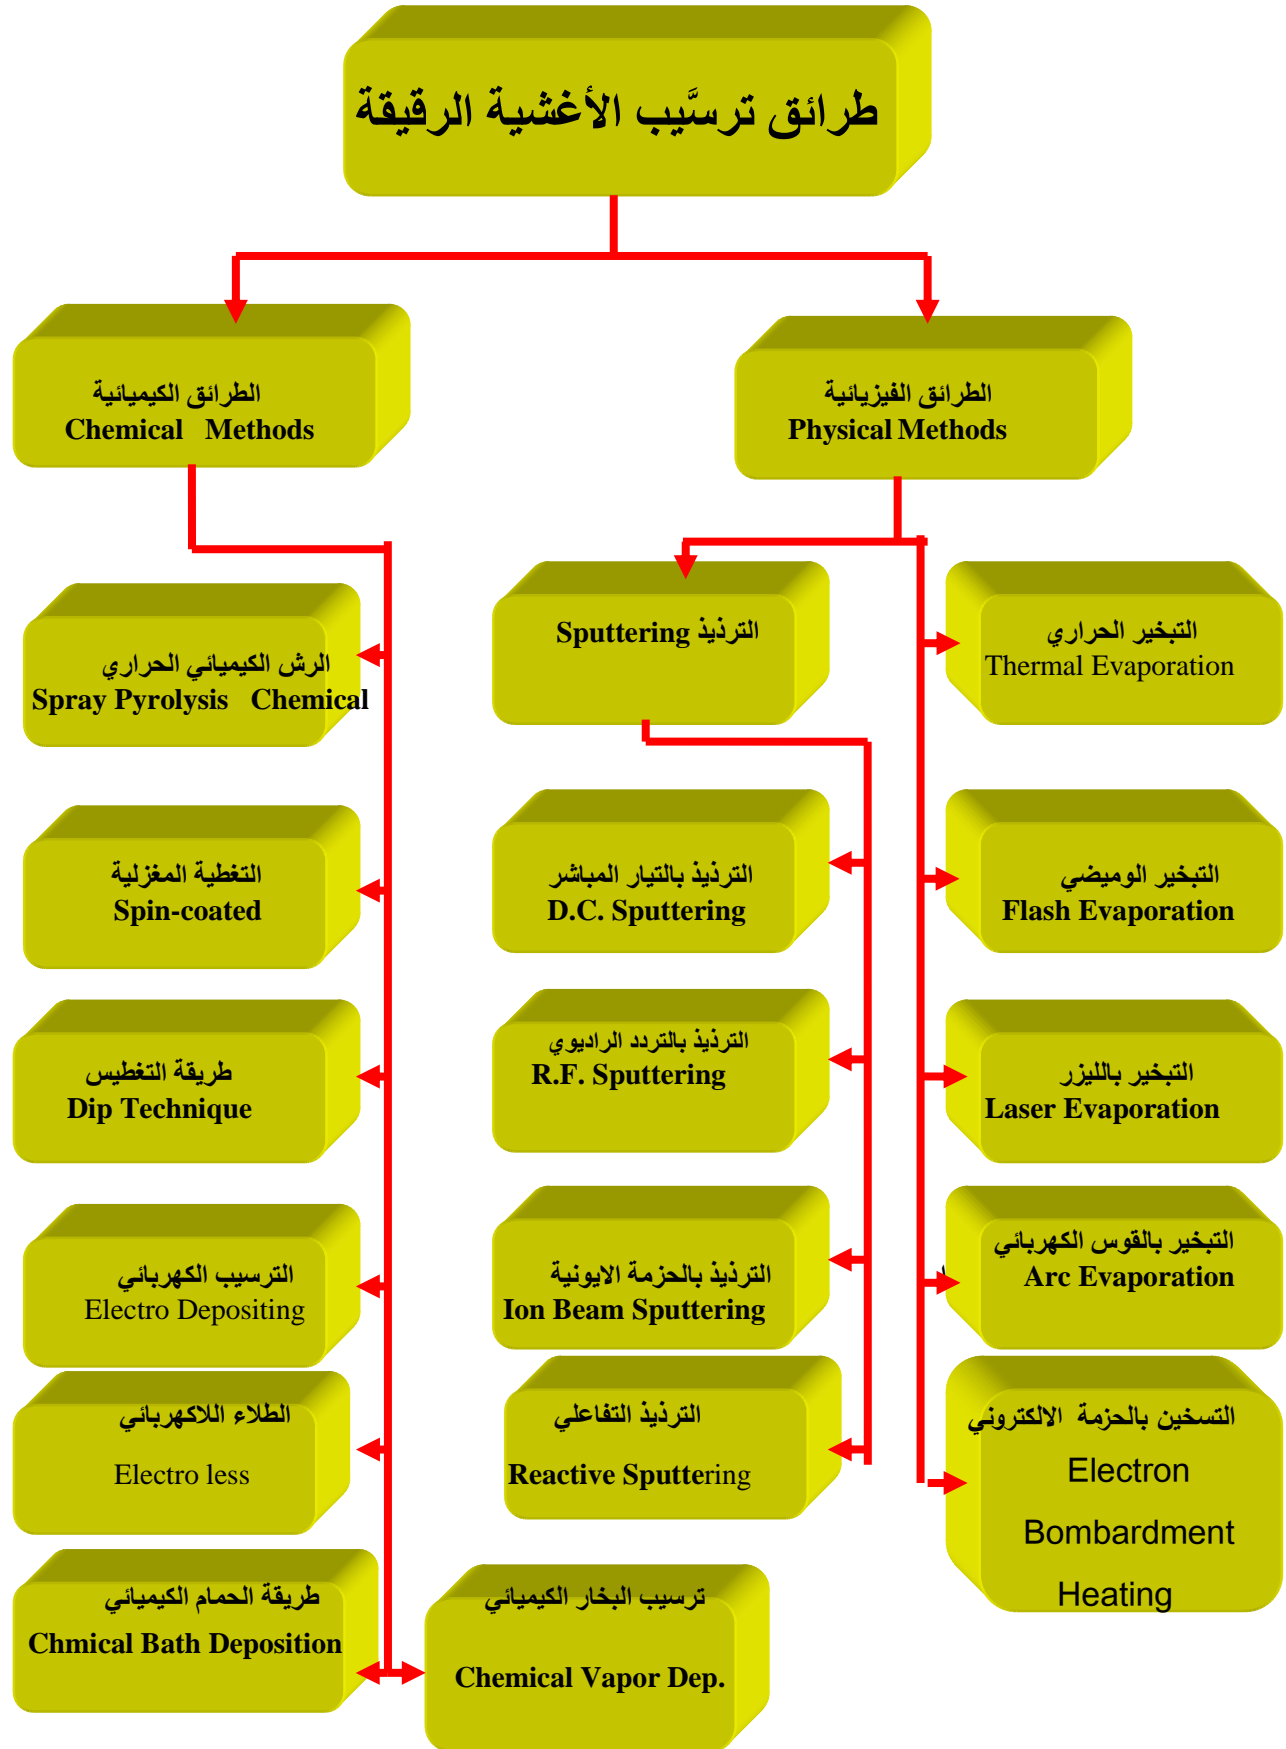 طرائق ترسَّيب الأغشية الرقيقة
الطرائق الكيميائية
Chemical Methods
الطرائق الفيزيائية
Physical Methods
الرش الكيميائي الحراري
Spray Pyrolysis Chemical
الترذيذ Sputtering
التبخير الحراري
Thermal Evaporation
التغطية المغزلية
Spin-coated
الترذيذ بالتيار المباشر
D.C. Sputtering
التبخير الوميضي
Flash Evaporation
طريقة التغطيس
Dip Technique
الترذيذ بالتردد الراديوي
R.F. Sputtering
التبخير بالليزر
Laser Evaporation
الترسيب الكهربائي
Electro Depositing
الترذيذ بالحزمة الايونية
Ion Beam Sputtering
التبخير بالقوس الكهربائي
Arc Evaporation
الطلاء اللاكهربائي
Electro less
الترذيذ التفاعلي
Reactive Sputtering
التسخين بالحزمة الالكتروني
Electron
Bombardment
Heating
طريقة الحمام الكيميائي
Chmical Bath Deposition
ترسيب البخار الكيميائي
Chemical Vapor Dep.